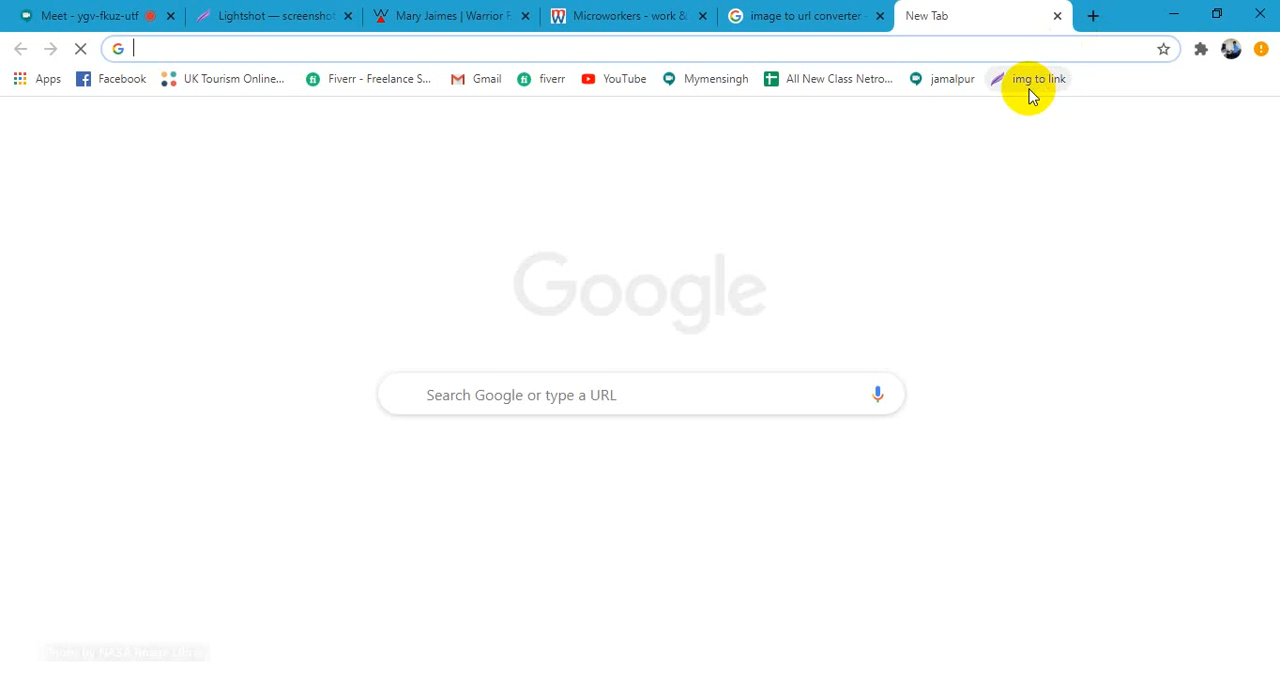 Meet - ygv-fkuz-utf
Lightshot — screenshot
Mary Jaimes | Warrior F
Microworkers - work &
image to url converter -
New Tab
Apps
Facebook
UK Tourism Online...
Fiverr - Freelance S...
Gmail
fiverr
YouTube
Mymensingh
All New Class Netro...
jamalpur
img to link
Google
Search Google or type a URL